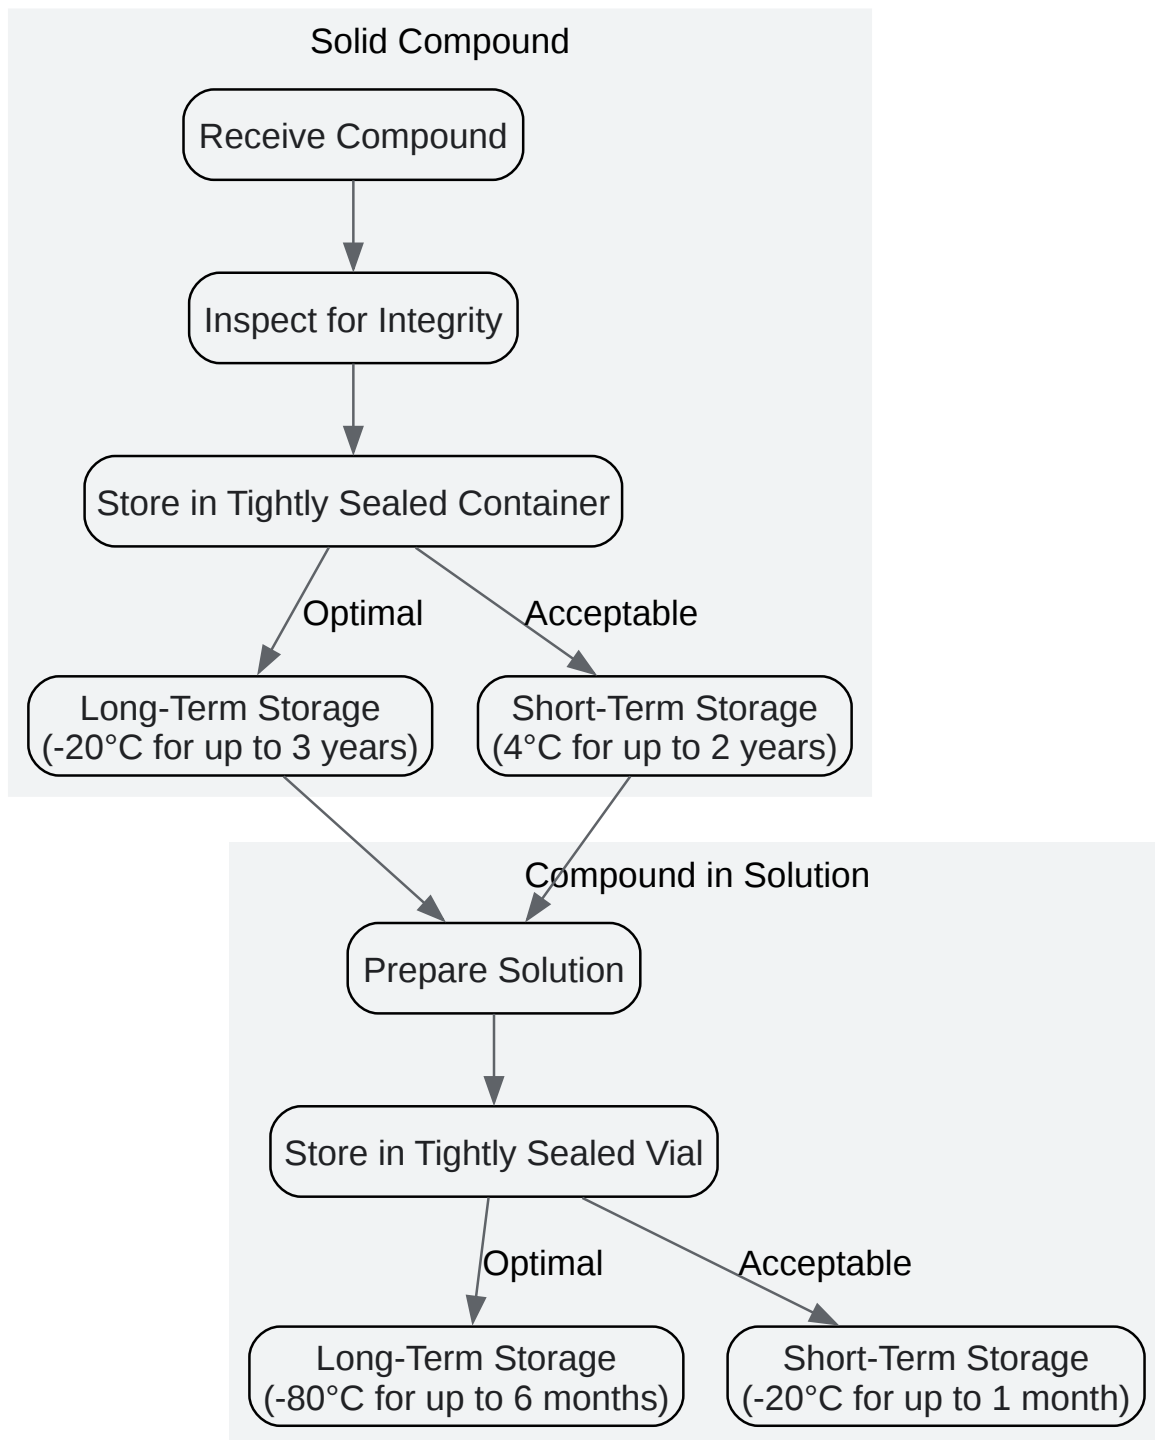 Solid Compound
Receive Compound
Inspect for Integrity
Store in Tightly Sealed Container
Optimal
Acceptable
Long-Term Storage
(-20°C for up to 3 years)
Short-Term Storage
(4°C for up to 2 years)
Compound in Solution
Prepare Solution
Store in Tightly Sealed Vial
Optimal
Acceptable
Long-Term Storage
(-80°C for up to 6 months)
Short-Term Storage
(-20°C for up to 1 month)